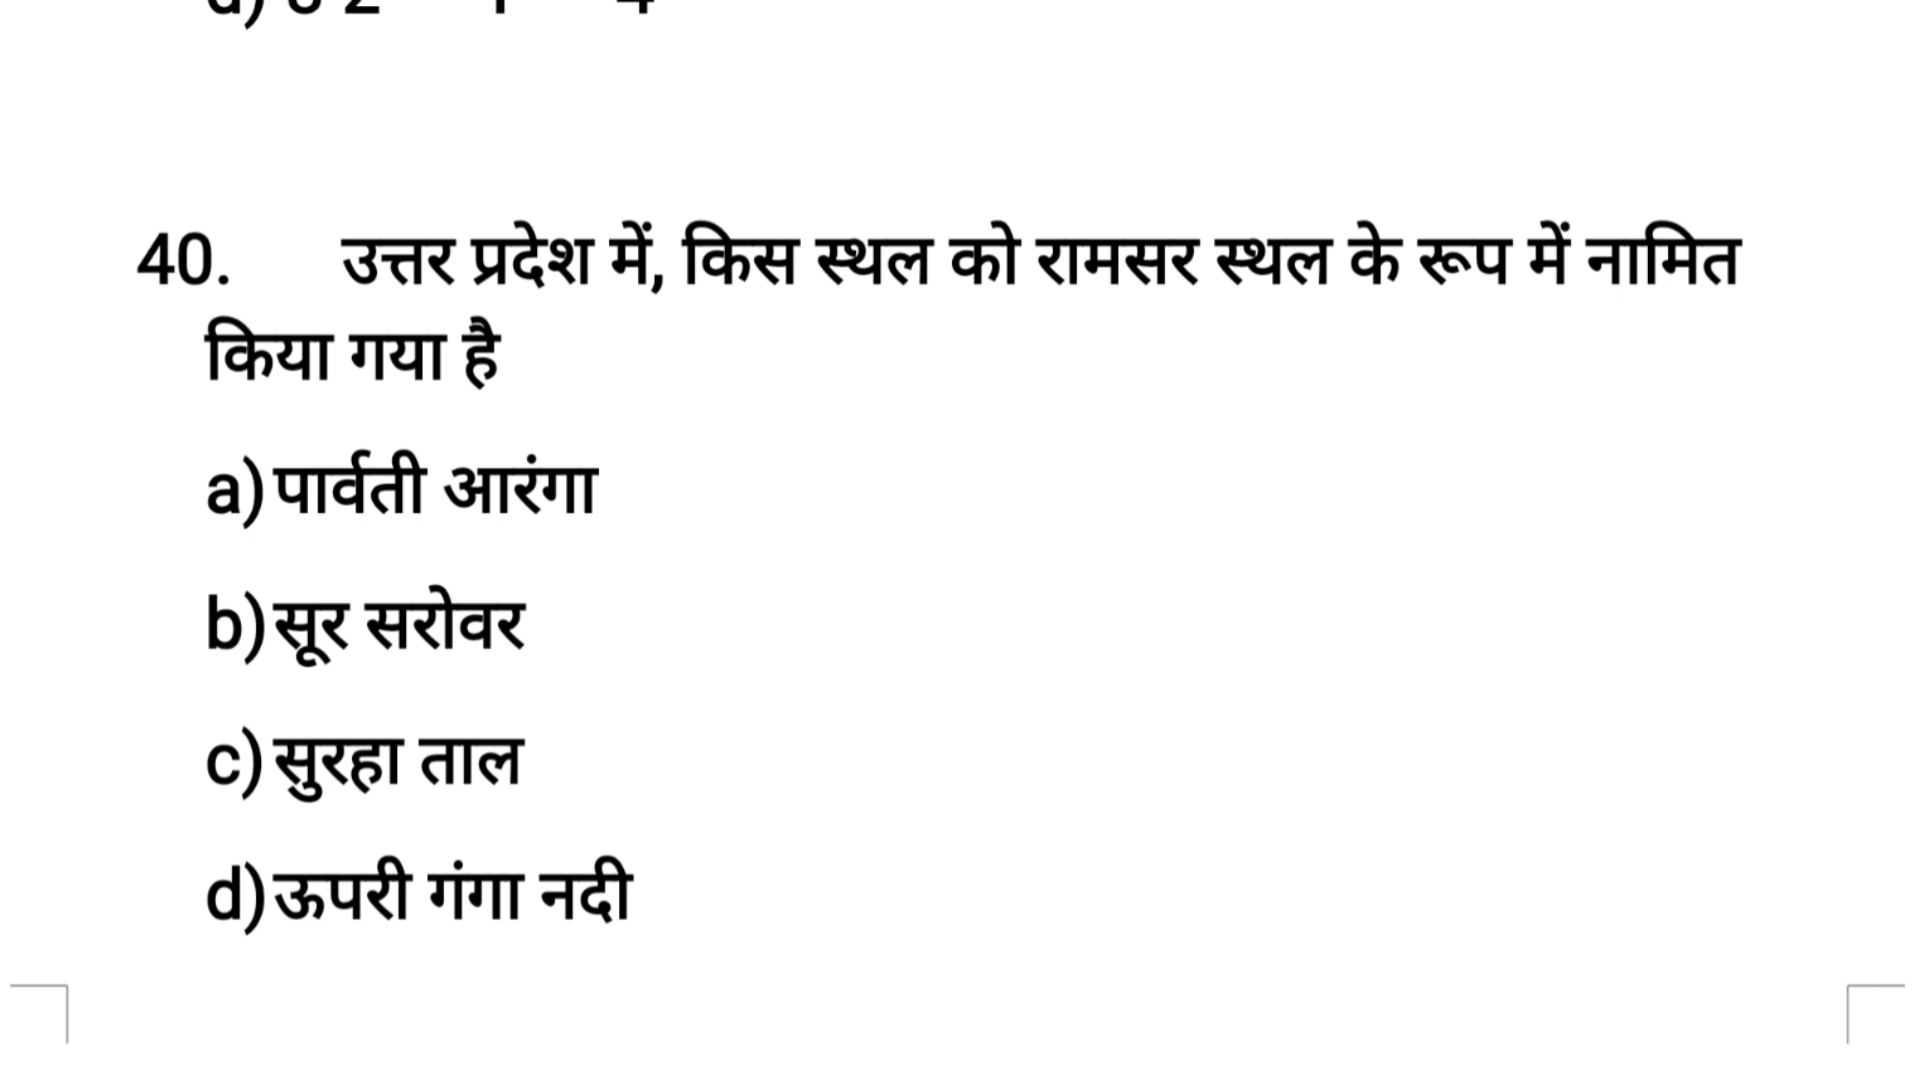 40. उत्तर प्रदेश में, किस स्थल को रामसर स्थल के रूप में नामित
किया गया है
a) पार्वती आरंगा
b) सूर सरोवर
c) सुरहा ताल
d) ऊपरी गंगा नदी